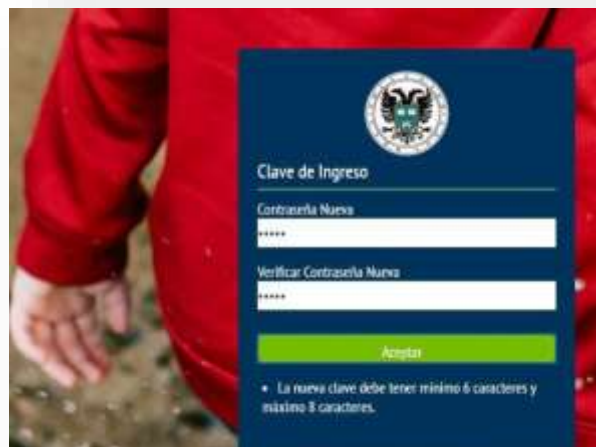 Clave de Ingreso
Contraseña Nueva
•••••
Verificar Contraseña Nueva
•••••
Aceptar
• La nueva clave debe tener mínimo 6 caracteres y
máximo 8 caracteres.